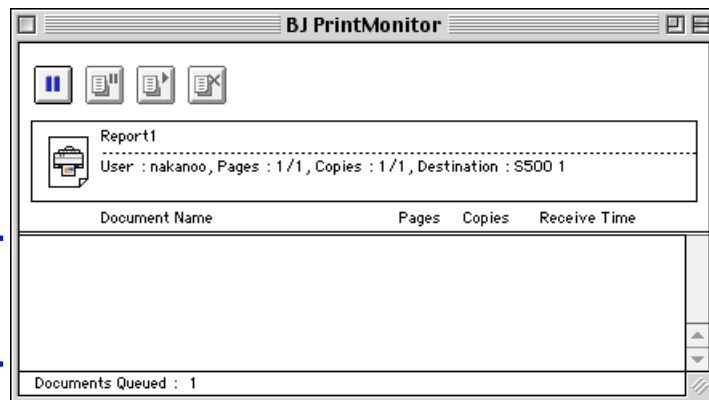 BJ PrintMonitor
Report1
User : nakanoo, Pages : 1/1, Copies : 1/1, Destination : S500 1
Document Name Pages Copies Receive Time
Documents Queued : 1